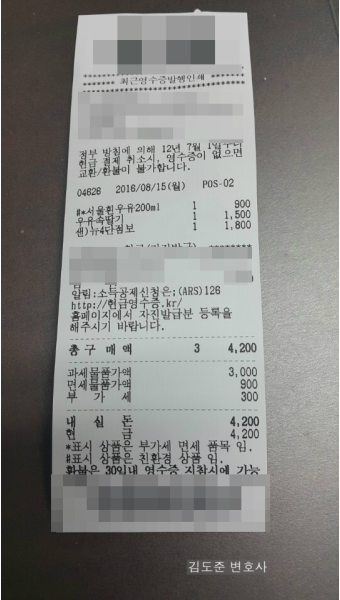 최근영수증발행인쇄
정부 방침에 의해 12년 7월 1일부터
현금 결제 취소시, 영수증이 없으면
교환/환불이 불가합니다.
04626 2016/08/15(월) POS-02
#*서울흰우유200ml 1 900
우유속딸기 1 1,500
샌)뉴4단점보 1 1,800
알림:소득공제신청은;(ARS)126
http://현금영수증.kr/
홈페이지에서 자진발급분 등록을
해주시기 바랍니다.
총 구 매 액 3 4,200
과세물품가액 3,000
면세물품가액 900
부 가 세 300
내 실 돈 4,200
현 금 4,200
*표시 상품은 부가세 면세 품목 임.
#표시 상품은 친환경 상품 임.
환불은 30일내 영수증 지참시에 가능
김도준 변호사